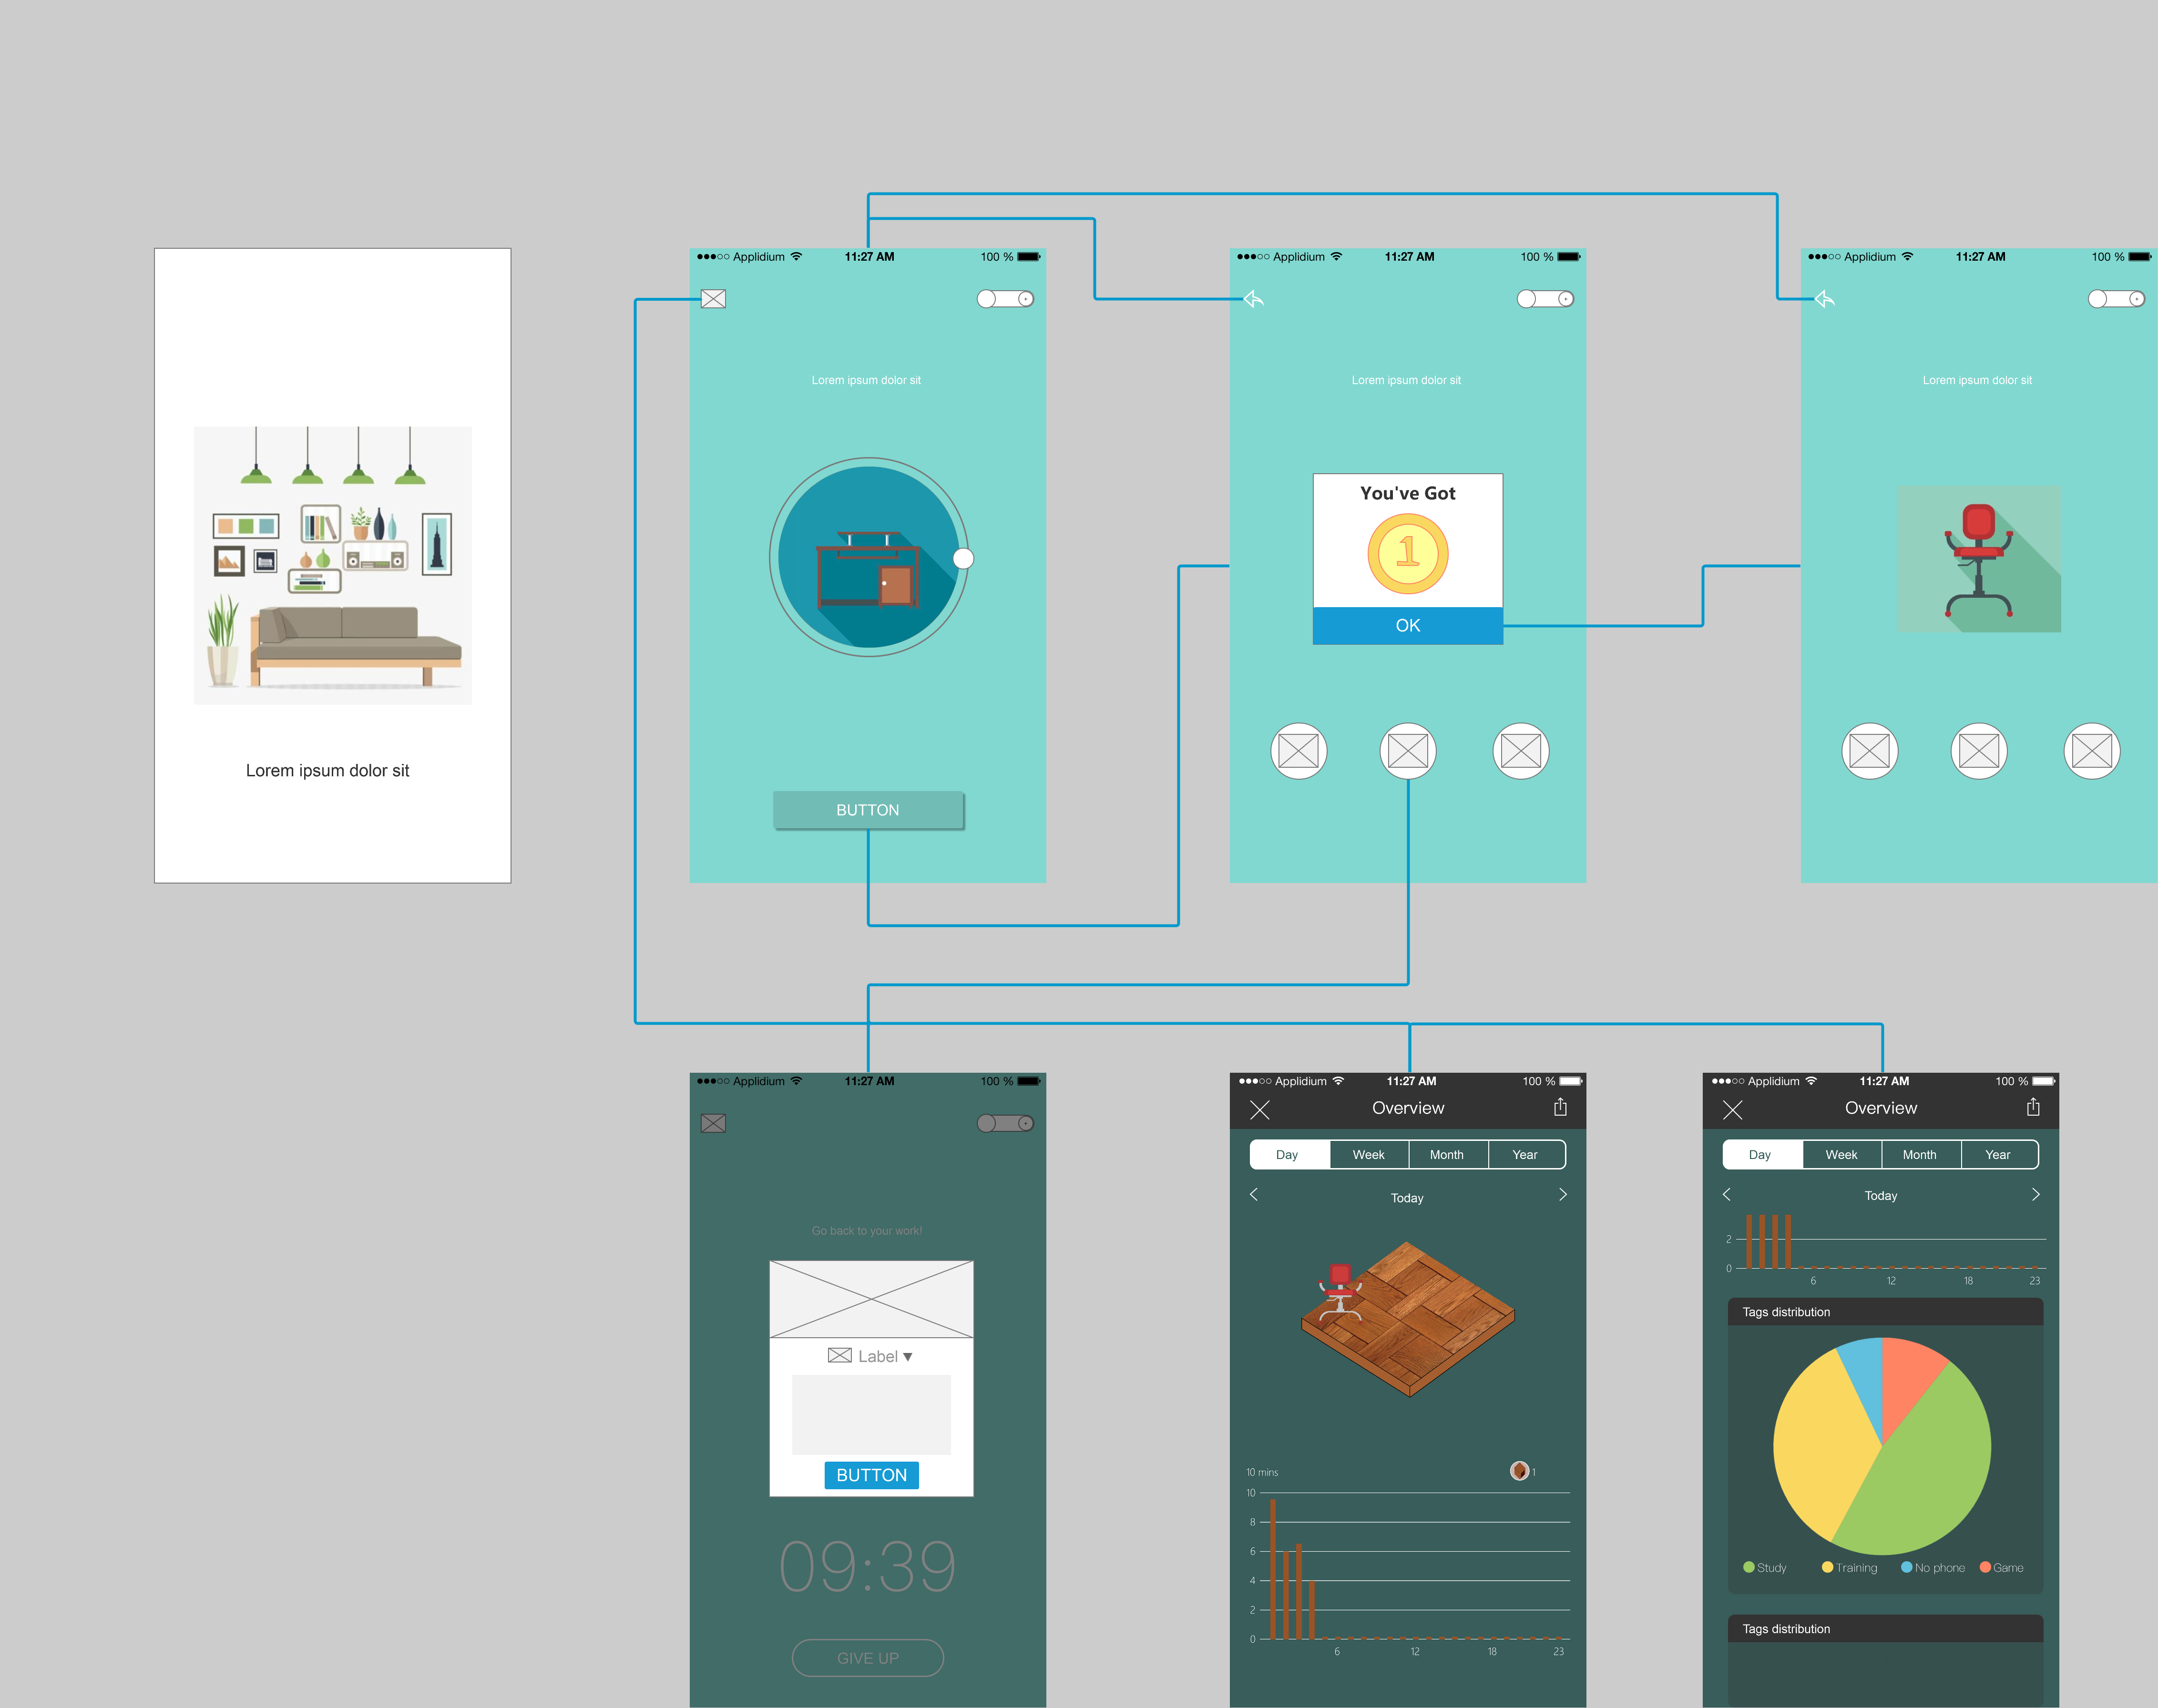 Lorem ipsum dolor sit
Applidium 11:27 AM 100 %
Lorem ipsum dolor sit
BUTTON
Applidium 11:27 AM 100 %
Lorem ipsum dolor sit
You've Got
1
OK
Applidium 11:27 AM 100 %
Lorem ipsum dolor sit
Applidium 11:27 AM 100 %
Go back to your work!
Label ▼
BUTTON
09:39
GIVE UP
Applidium 11:27 AM 100 %
Overview
Day Week Month Year
Today
10 mins 1
10
8
6
4
2
0
6 12 18 23
Applidium 11:27 AM 100 %
Overview
Day Week Month Year
Today
2
0
6 12 18 23
Tags distribution
Study Training No phone Game
Tags distribution